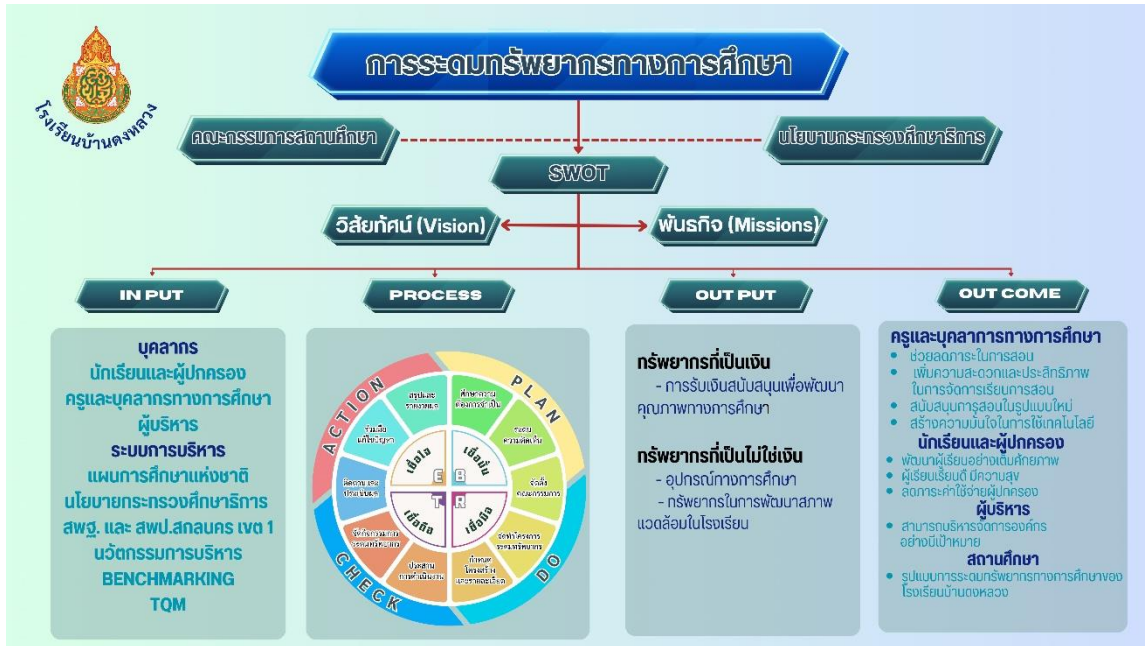 การระดมทรัพยากรทางการศึกษา
โรงเรียนบ้านดงหลวง
คณะกรรมการสถานศึกษา
นโยบายกระทรวงศึกษาธิการ
SWOT
วิสัยทัศน์ (Vision)
พันธกิจ (Missions)
IN PUT
PROCESS
OUT PUT
OUT COME
บุคลากร
นักเรียนและผู้ปกครอง
ครูและบุคลากรทางการศึกษา
ผู้บริหาร
ระบบการบริหาร
แผนการศึกษาแห่งชาติ
นโยบายกระทรวงศึกษาธิการ
สพฐ. และ สพป.สกลนคร เขต 1
นวัตกรรมการบริหาร
BENCHMARKING
TQM
PLAN
ศึกษาความ
ต้องการจำเป็น
ระดม
ความคิดเห็น
จัดตั้ง
คณะกรรมการ
DO
จัดทำโครงการ
ระดมทรัพยากร
กำหนด
โครงสร้าง
และรายละเอียด
ประสาน
การดำเนินงาน
CHECK
จัดกิจกรรมการ
ระดมทรัพยากร
ติดตาม และ
ประเมินผล
ACTION
ร่วมมือ
แก้ไขปัญหา
สรุปและ
รายงานผล
เชื่อใจ
E
เชื่อมั่น
B
เชื่อถือ
T
เชื่อมือ
R
ทรัพยากรที่เป็นเงิน
- การรับเงินสนับสนุนเพื่อพัฒนา
คุณภาพทางการศึกษา
ทรัพยากรที่เป็นไม่ใช่เงิน
- อุปกรณ์ทางการศึกษา
- ทรัพยากรในการพัฒนาสภาพ
แวดล้อมในโรงเรียน
ครูและบุคลาการทางการศึกษา
• ช่วยลดภาระในการสอน
• เพิ่มความสะดวกและประสิทธิภาพ
ในการจัดการเรียนการสอน
• สนับสนุนการสอนในรูปแบบใหม่
• สร้างความมั่นใจในการใช้เทคโนโลยี
นักเรียนและผู้ปกครอง
• พัฒนาผู้เรียนอย่างเต็มศักยภาพ
• ผู้เรียนเรียนดี มีความสุข
• ลดภาระค่าใช้จ่ายผู้ปกครอง
ผู้บริหาร
• สามารถบริหารจัดการองค์กร
อย่างมีเป้าหมาย
สถานศึกษา
• รูปแบบการระดมทรัพยากรทางการศึกษาของ
โรงเรียนบ้านดงหลวง